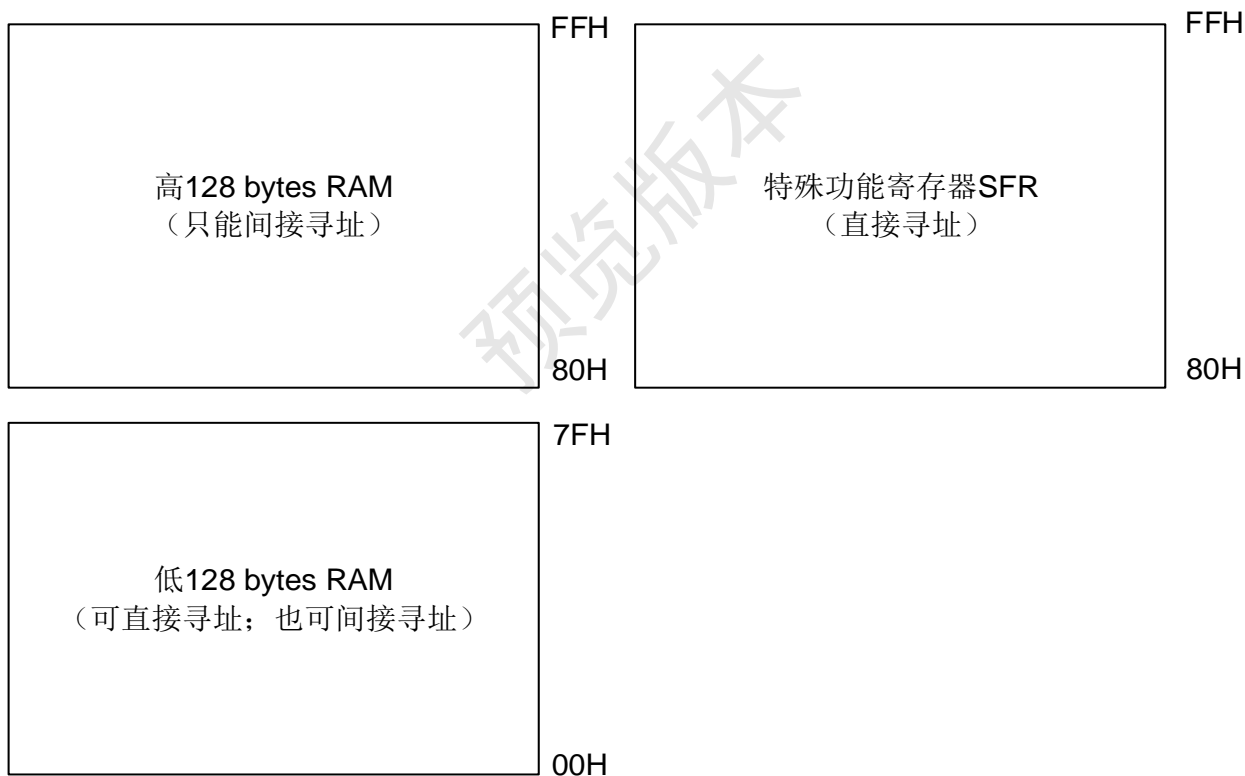 FFH
FFH
高128 bytes RAM
（只能间接寻址）
特殊功能寄存器SFR
（直接寻址）
预览版本
80H
80H
7FH
低128 bytes RAM
（可直接寻址；也可间接寻址）
00H